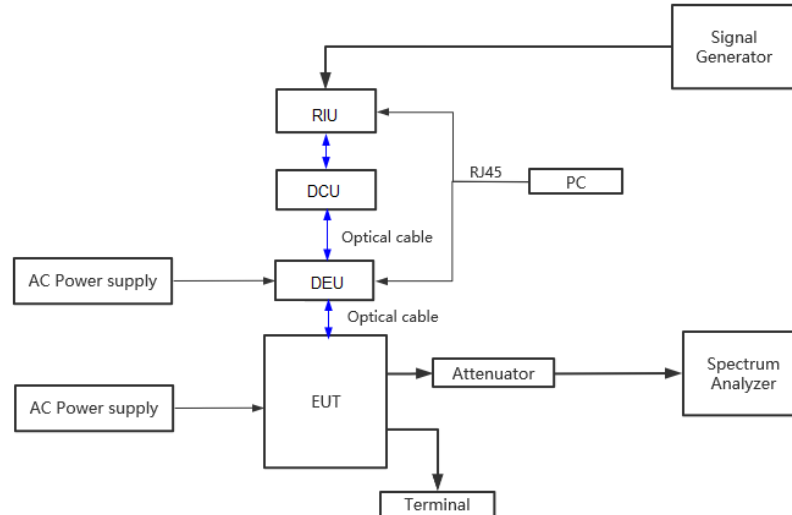 Signal
Generator
RIU
RJ45
PC
DCU
Optical cable
AC Power supply
DEU
Optical cable
Attenuator
Spectrum
Analyzer
AC Power supply
EUT
Terminal